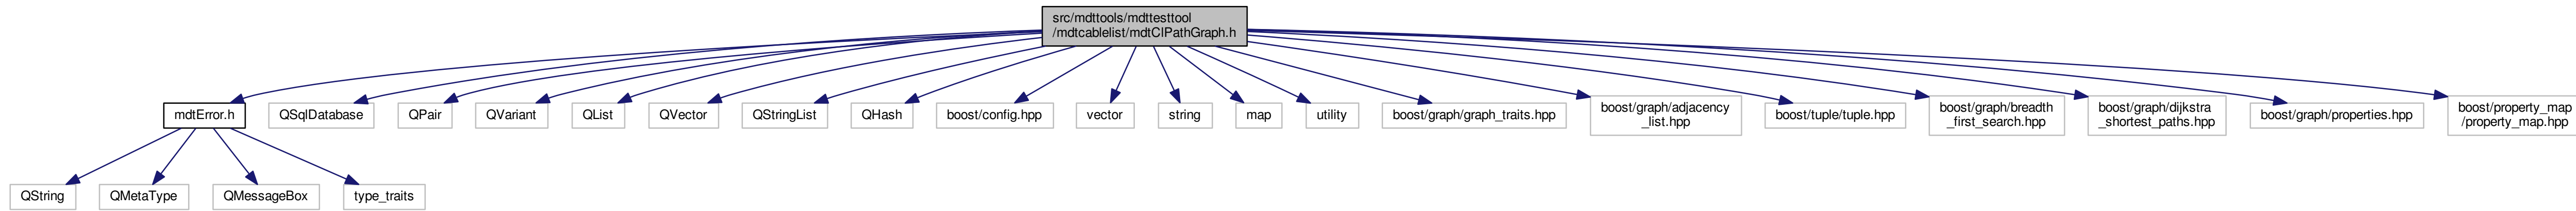 src/mdttools/mdttesttool
/mdtcablelist/mdtClPathGraph.h
mdtError.h
QSqlDatabase
QPair
QVariant
QList
QVector
QStringList
QHash
boost/config.hpp
vector
string
map
utility
boost/graph/graph_traits.hpp
boost/graph/adjacency
_list.hpp
boost/tuple/tuple.hpp
boost/graph/breadth
_first_search.hpp
boost/graph/dijkstra
_shortest_paths.hpp
boost/graph/properties.hpp
boost/property_map
/property_map.hpp
QString
QMetaType
QMessageBox
type_traits